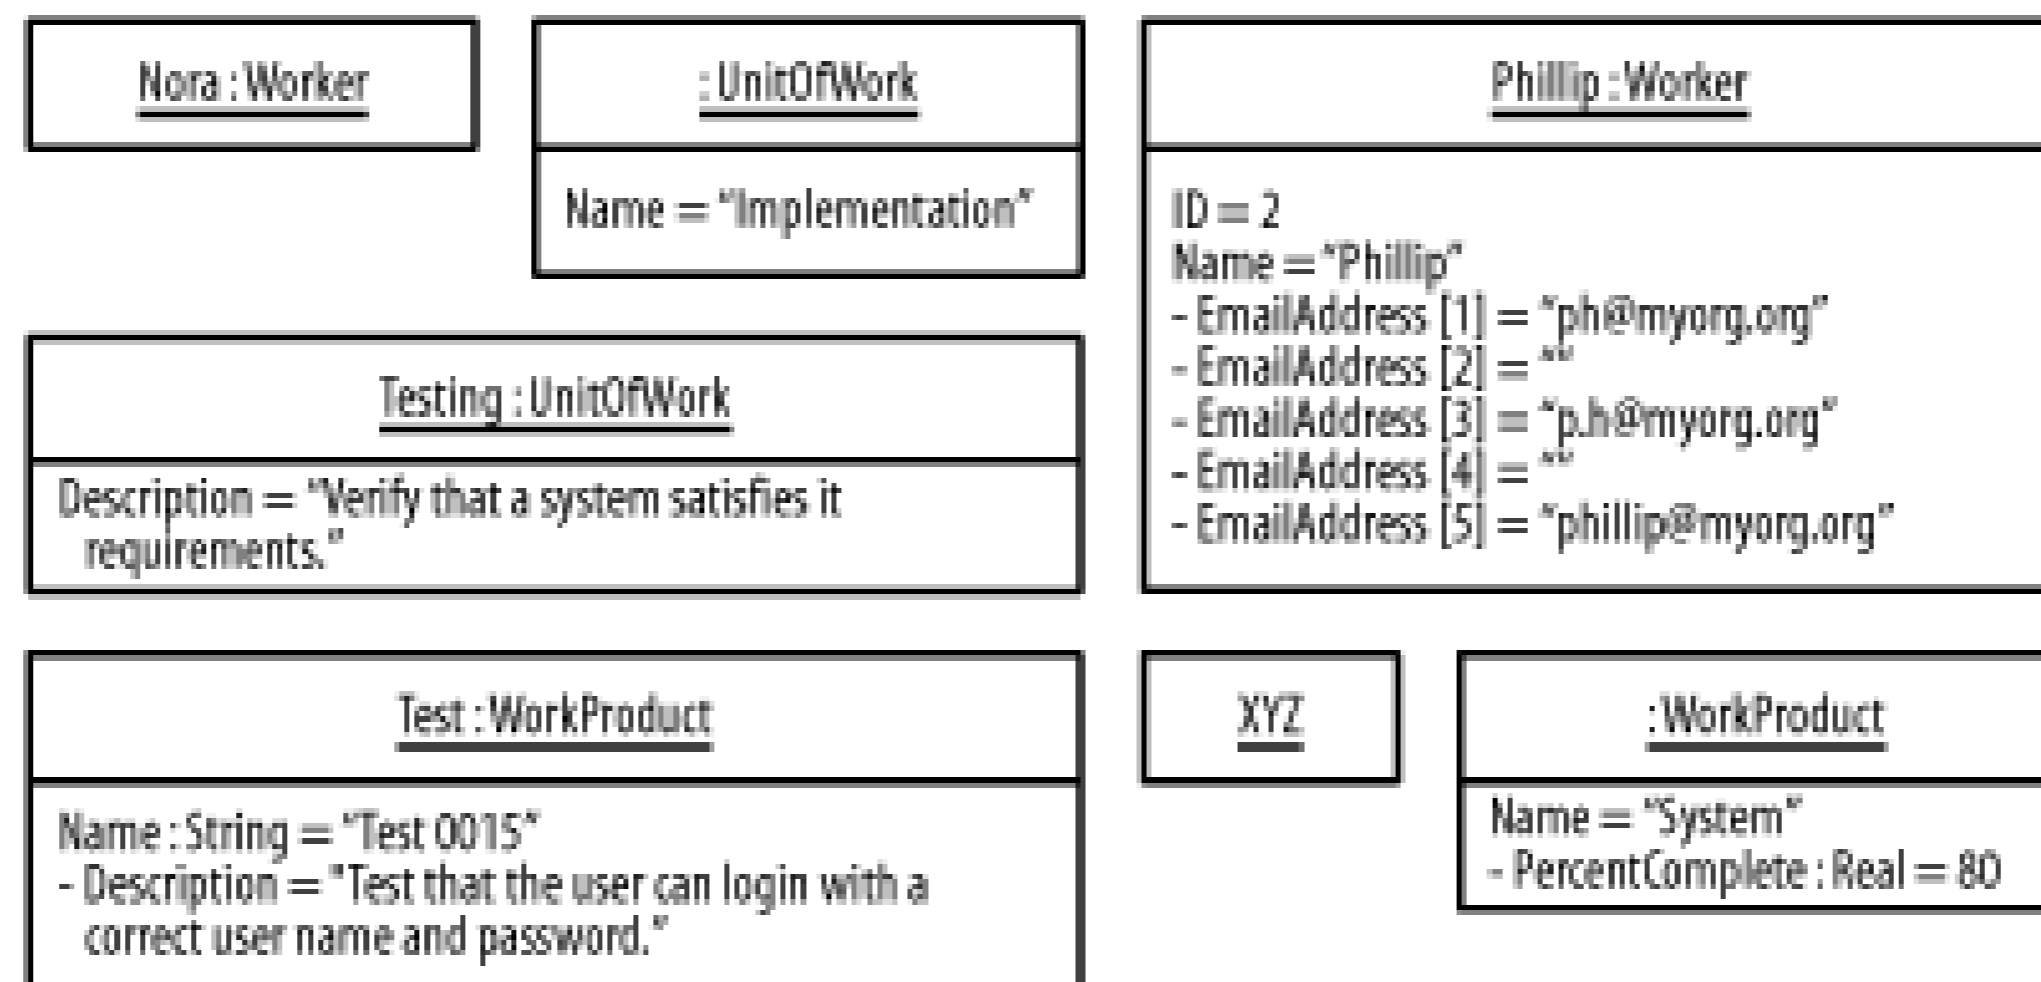 Nora : Worker
: UnitOfWork
Name = “Implementation”
Phillip : Worker
ID = 2
Name = “Phillip”
- EmailAddress [1] = “ph@myorg.org”
- EmailAddress [2] = “”
- EmailAddress [3] = “p.h@myorg.org”
- EmailAddress [4] = “”
- EmailAddress [5] = “phillip@myorg.org”
Testing : UnitOfWork
Description = “Verify that a system satisfies it
requirements.”
Test : WorkProduct
Name : String = “Test 0015”
- Description = "Test that the user can login with a
correct user name and password.”
XYZ
: WorkProduct
Name = “System”
- PercentComplete : Real = 80